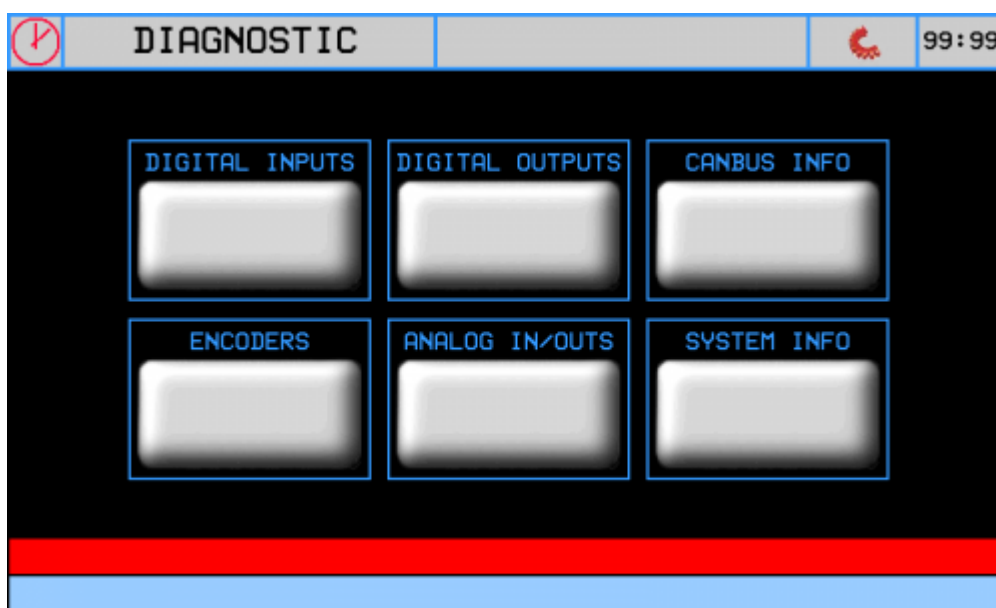 DIAGNOSTIC 99:99
DIGITAL INPUTS DIGITAL OUTPUTS CANBUS INFO
ENCODERS ANALOG IN/OUTS SYSTEM INFO